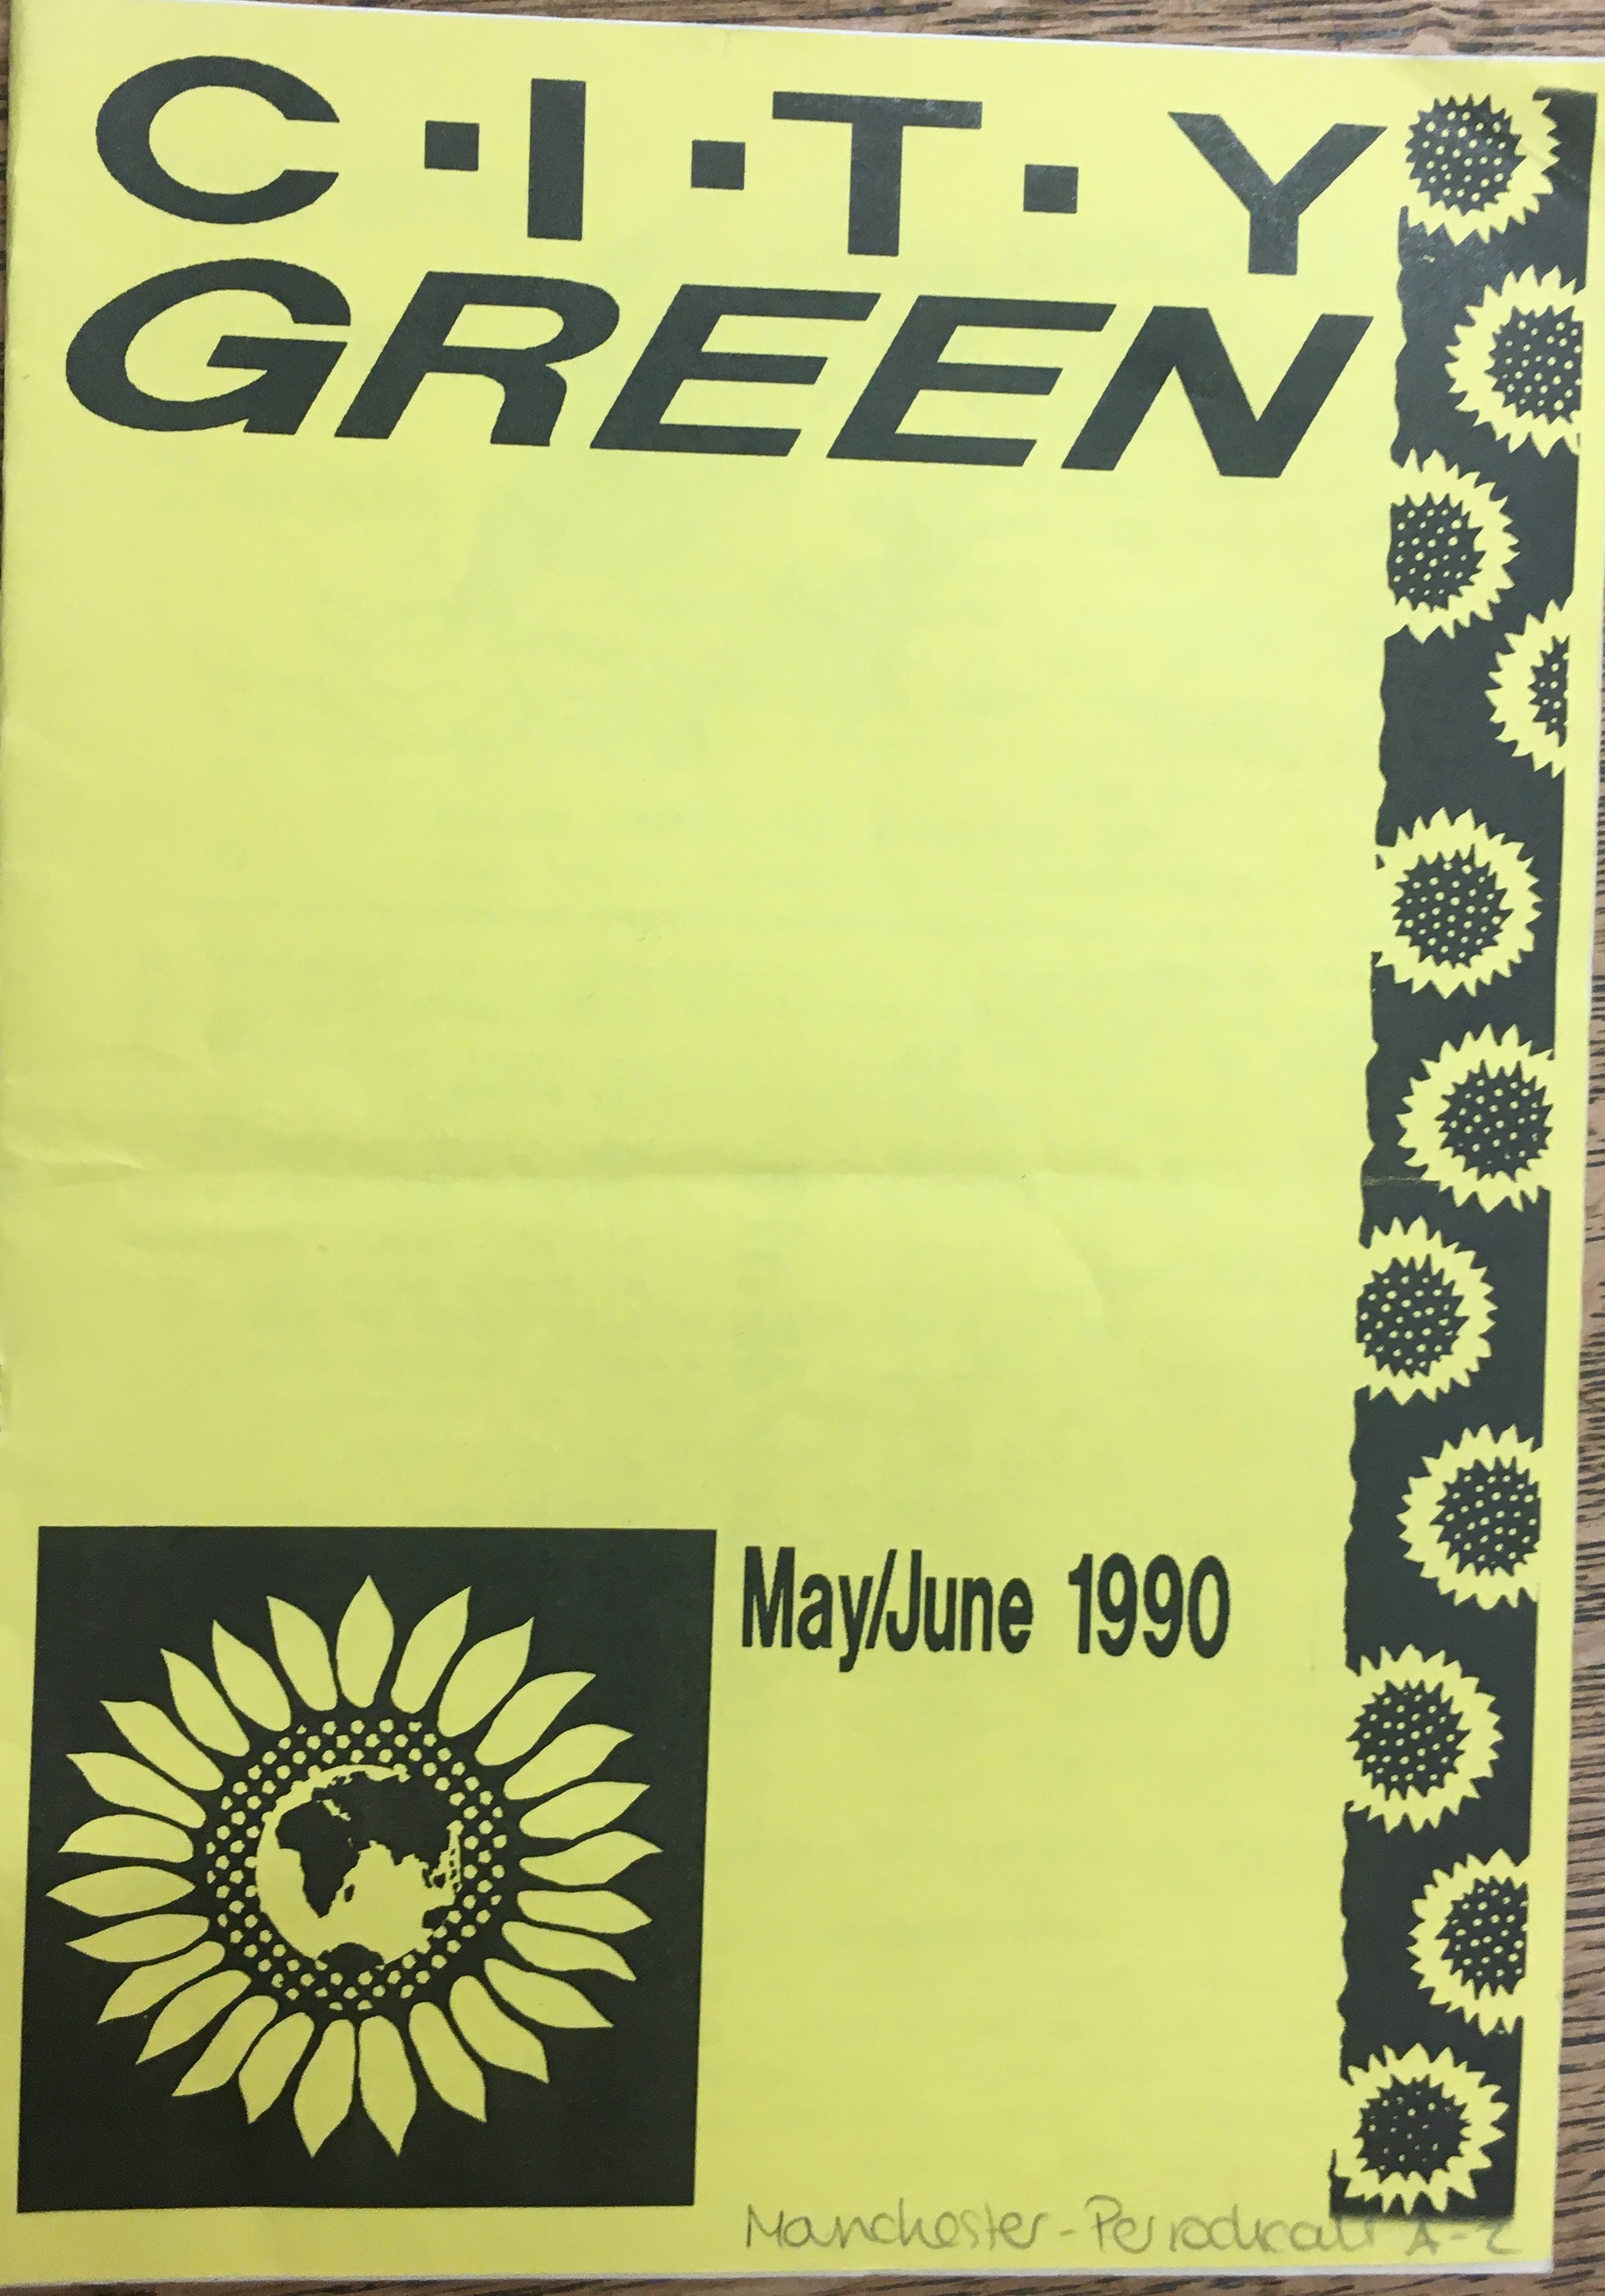 C·I·T·Y
GREEN
May/June 1990
Manchester - Periodicals A-Z